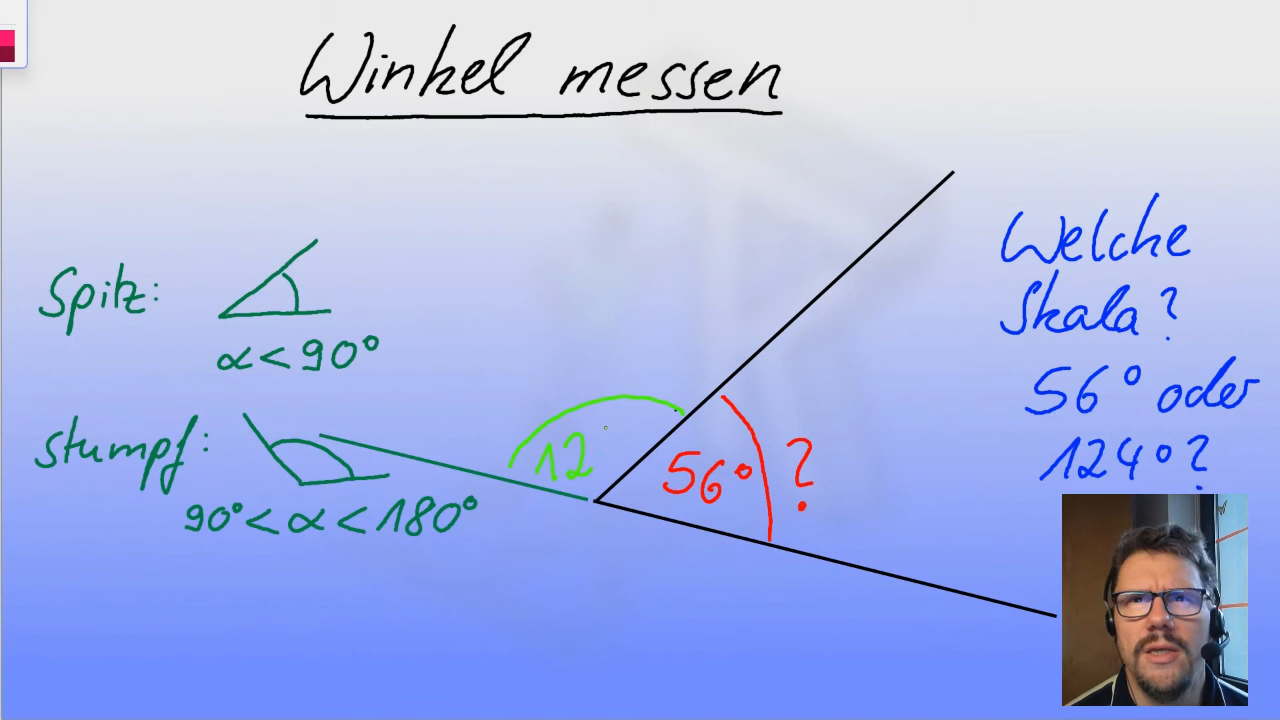 Winkel messen
Spitz:
α < 90°
stumpf:
90° < α < 180°
12
56° ?
Welche
Skala?
56° oder
124°?